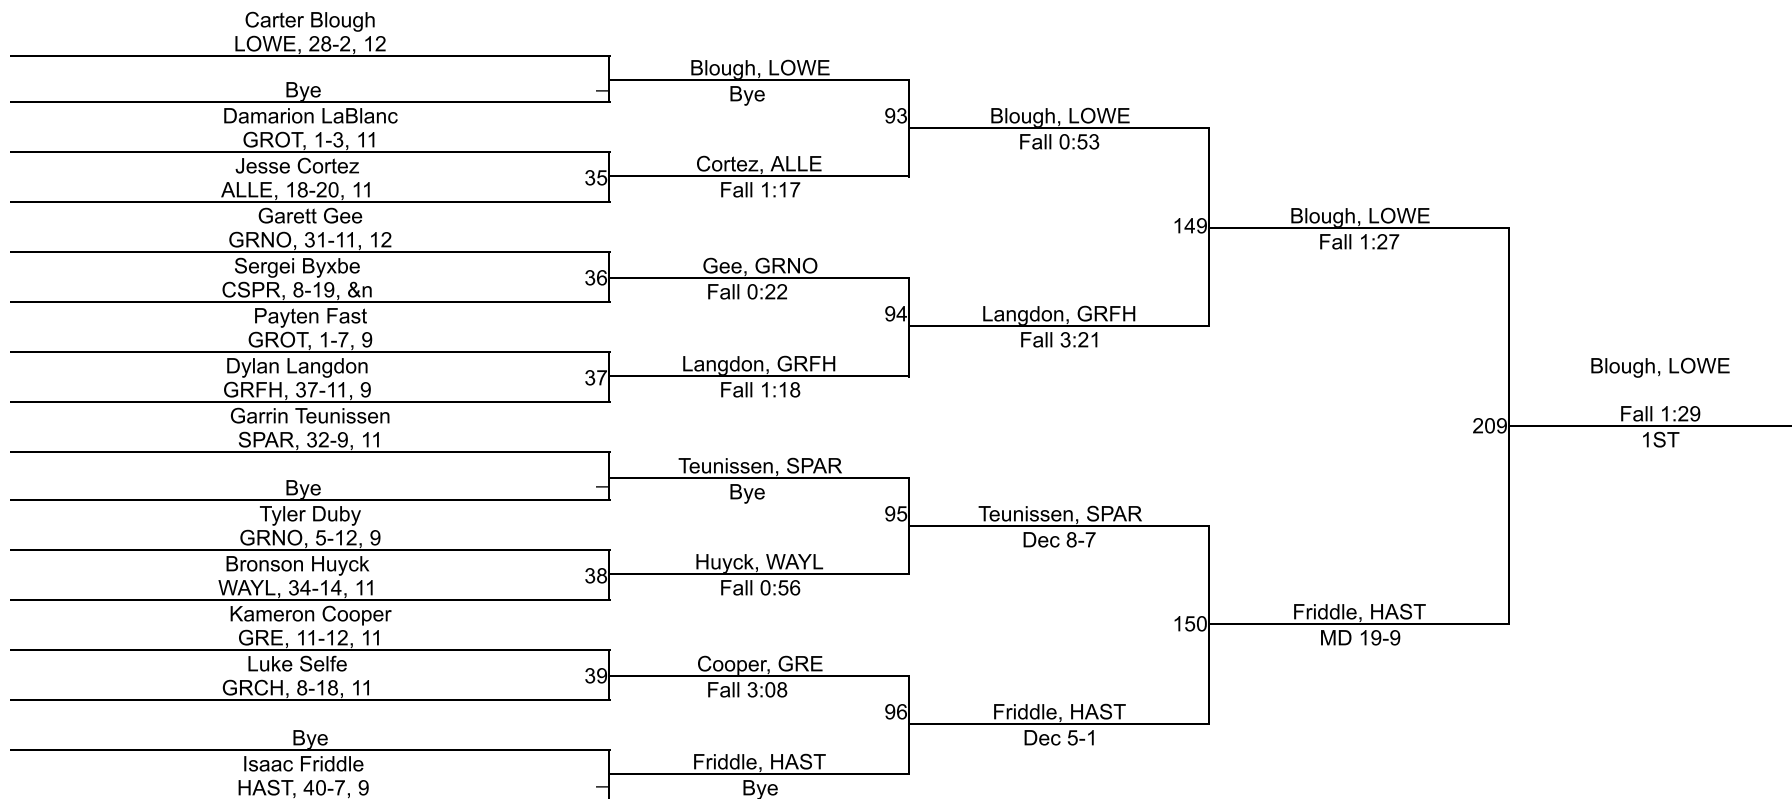 Carter Blough
LOWE, 28-2, 12
Bye
Damarion LaBlanc
GROT, 1-3, 11
Jesse Cortez
ALLE, 18-20, 11
Garett Gee
GRNO, 31-11, 12
Sergei Byxbe
CSPR, 8-19, &n
Payten Fast
GROT, 1-7, 9
Dylan Langdon
GRFH, 37-11, 9
Garrin Teunissen
SPAR, 32-9, 11
Bye
Tyler Duby
GRNO, 5-12, 9
Bronson Huyck
WAYL, 34-14, 11
Kameron Cooper
GRE, 11-12, 11
Luke Selfe
GRCH, 8-18, 11
Bye
Isaac Friddle
HAST, 40-7, 9
35
36
37
38
39
Blough, LOWE
Bye
Cortez, ALLE
Fall 1:17
Gee, GRNO
Fall 0:22
Langdon, GRFH
Fall 1:18
Teunissen, SPAR
Bye
Huyck, WAYL
Fall 0:56
Cooper, GRE
Fall 3:08
Friddle, HAST
Bye
93
94
95
96
Blough, LOWE
Fall 0:53
Langdon, GRFH
Fall 3:21
Teunissen, SPAR
Dec 8-7
Friddle, HAST
Dec 5-1
149
150
Blough, LOWE
Fall 1:27
Friddle, HAST
MD 19-9
209
Blough, LOWE
Fall 1:29
1ST